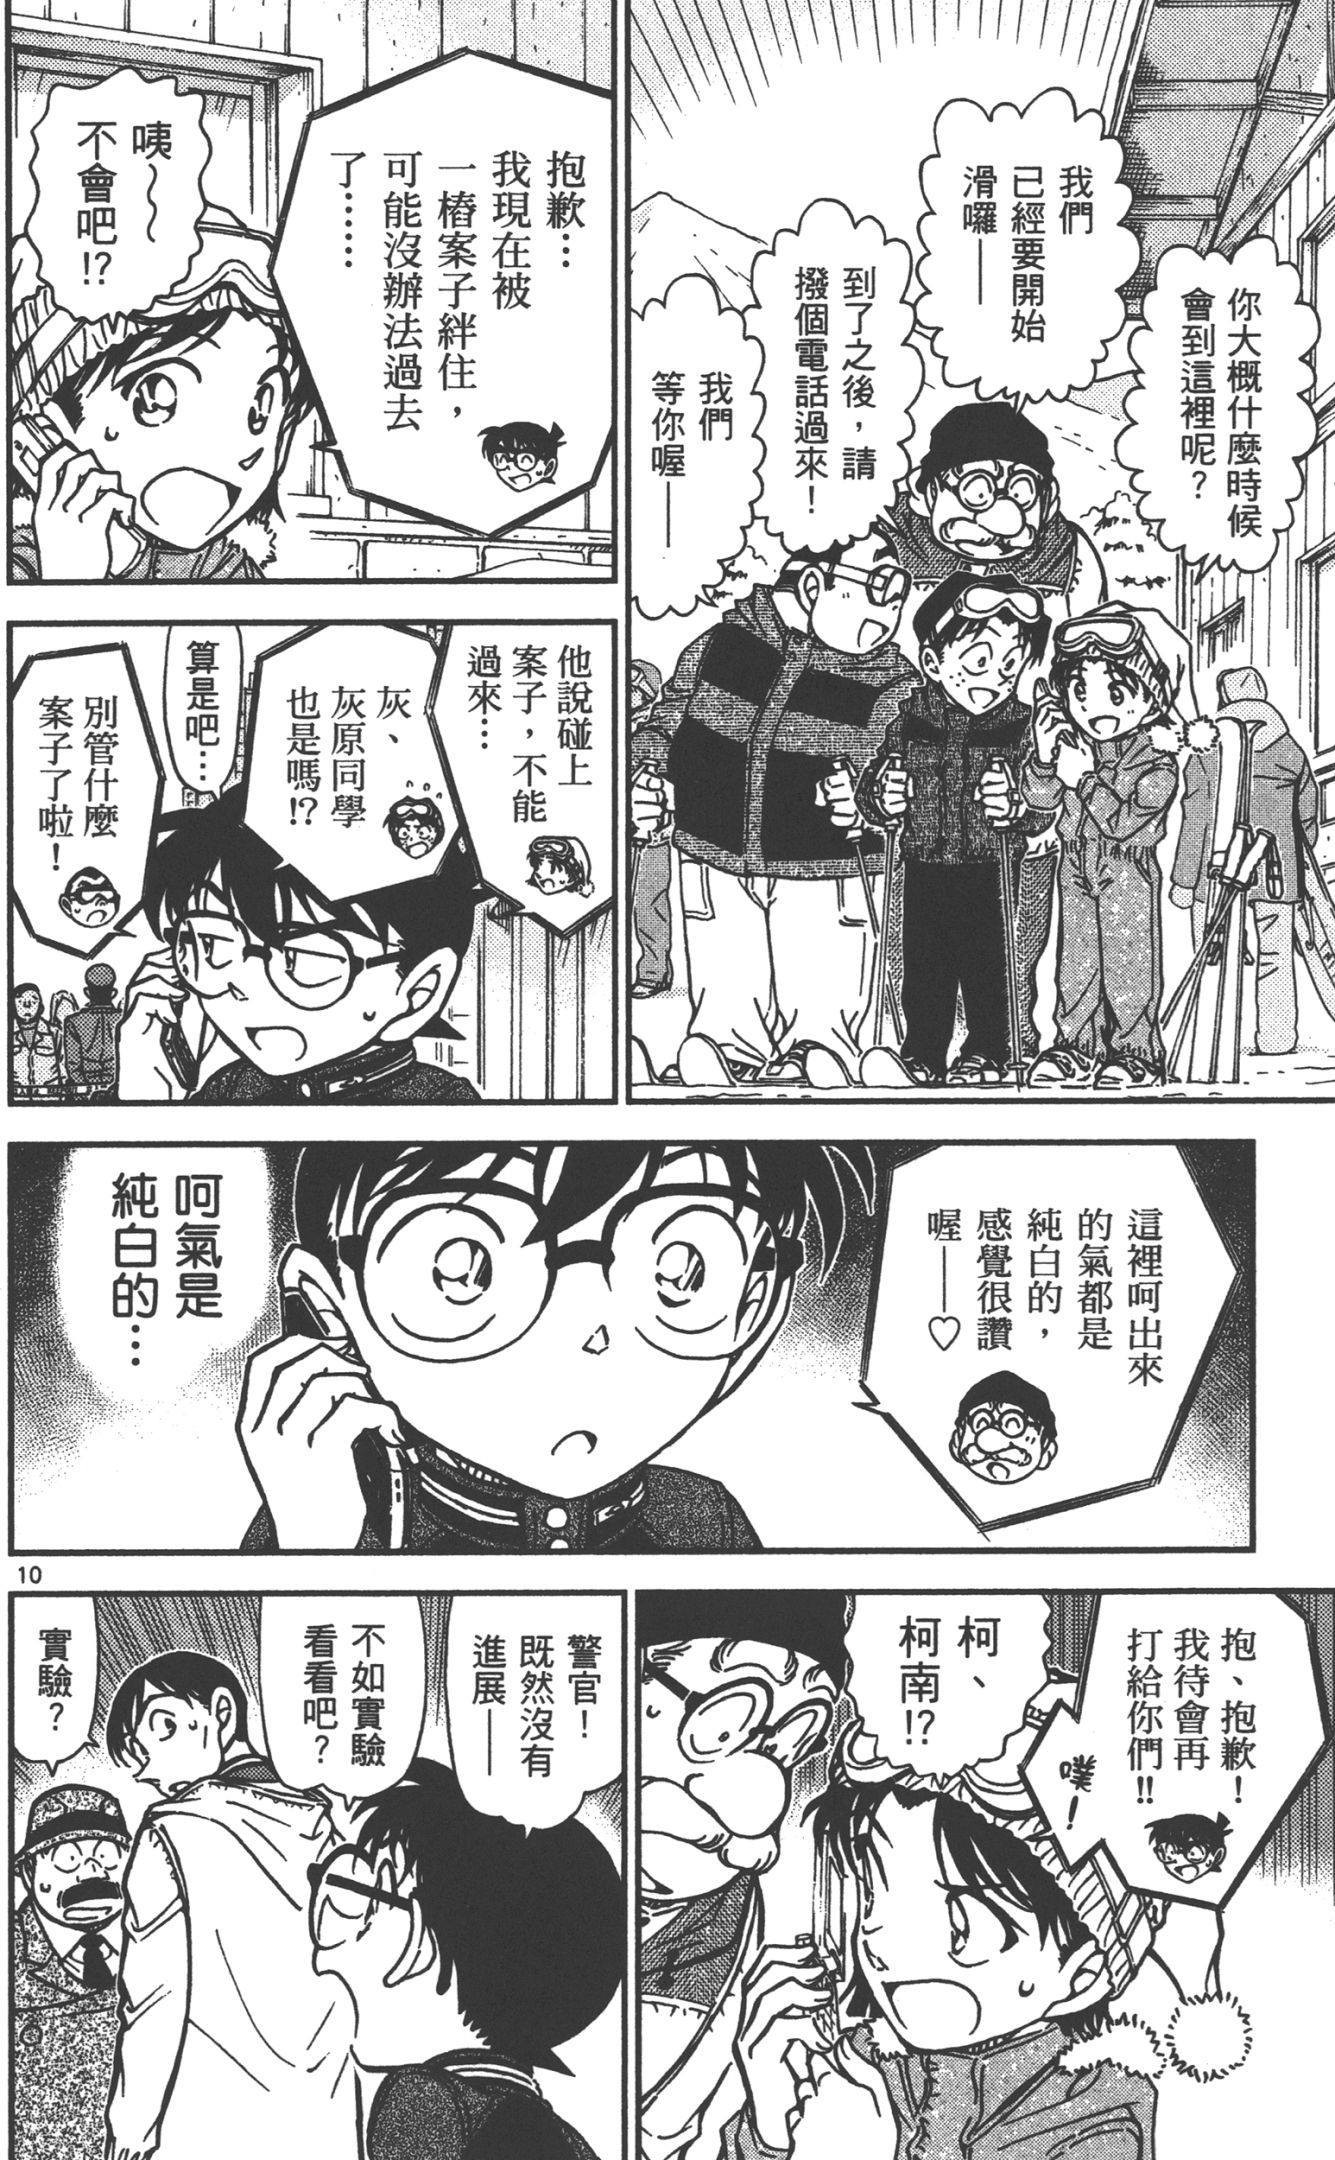 你大概什麼時候
會到這裡呢？
我們
已經要開始
滑囉—
到了之後，請
撥個電話過來！
我們
等你喔—
抱歉…
我現在被
一樁案子絆住，
可能沒辦法過去
了……
咦～～
不會吧!?
他說碰上
案子，不能
過來…
灰、
灰原同學
也是嗎!?
算是吧…
別管什麼
案子了啦！
這裡呵出來
的氣都是
純白的，
感覺很讚
喔—♡
呵氣是
純白的…
10
抱、抱歉！
我待會再
打給你們!!
噗！
柯、
柯南!?
警官！
既然沒有
進展—
不如實驗
看看吧？
實驗？